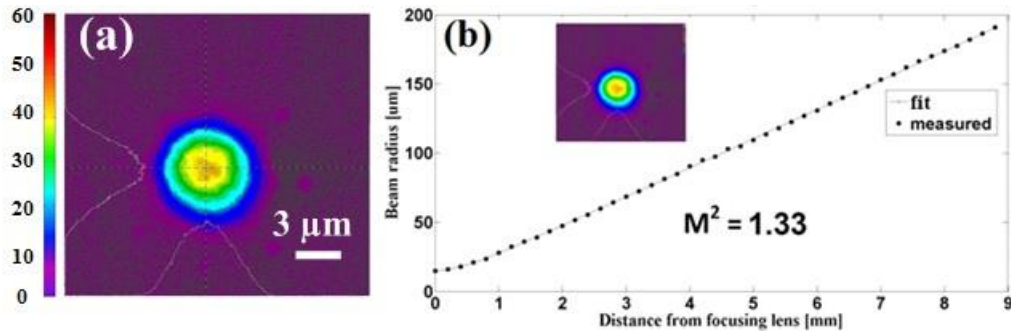 60
50
40
30
20
10
0
(a)
3 µm
200
150
100
50
0
Beam radius [um]
(b)
fit
measured
M² = 1.33
0 1 2 3 4 5 6 7 8 9
Distance from focusing lens [mm]